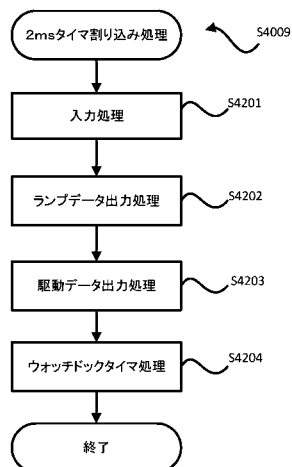 2msタイマ割り込み処理
S4009
入力処理
S4201
ランプデータ出力処理
S4202
駆動データ出力処理
S4203
ウォッチドックタイマ処理
S4204
終了